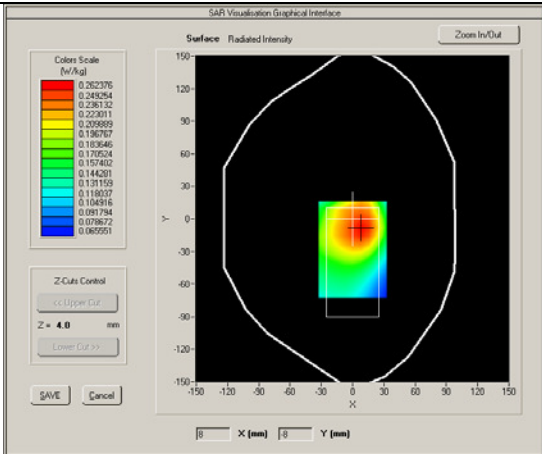 SAR Visualisation Graphical Interface
Surface Radiated Intensity
Zoom In/Out
Colors Scale
(W/kg)
0.262376
0.249254
0.236132
0.223011
0.209889
0.196767
0.183646
0.170524
0.157402
0.144281
0.131159
0.118037
0.104916
0.091794
0.078672
0.065551
150-
120-
90-
60-
30-
0-
-30-
-60-
-90-
-120-
-150-
Y
-150 -120 -90 -60 -30 0 30 60 90 120 150
X
Z-Cuts Control
<< Upper Cut
Z = 4.0 mm
Lower Cut >>
SAVE Cancel
8 X (mm) -8 Y (mm)